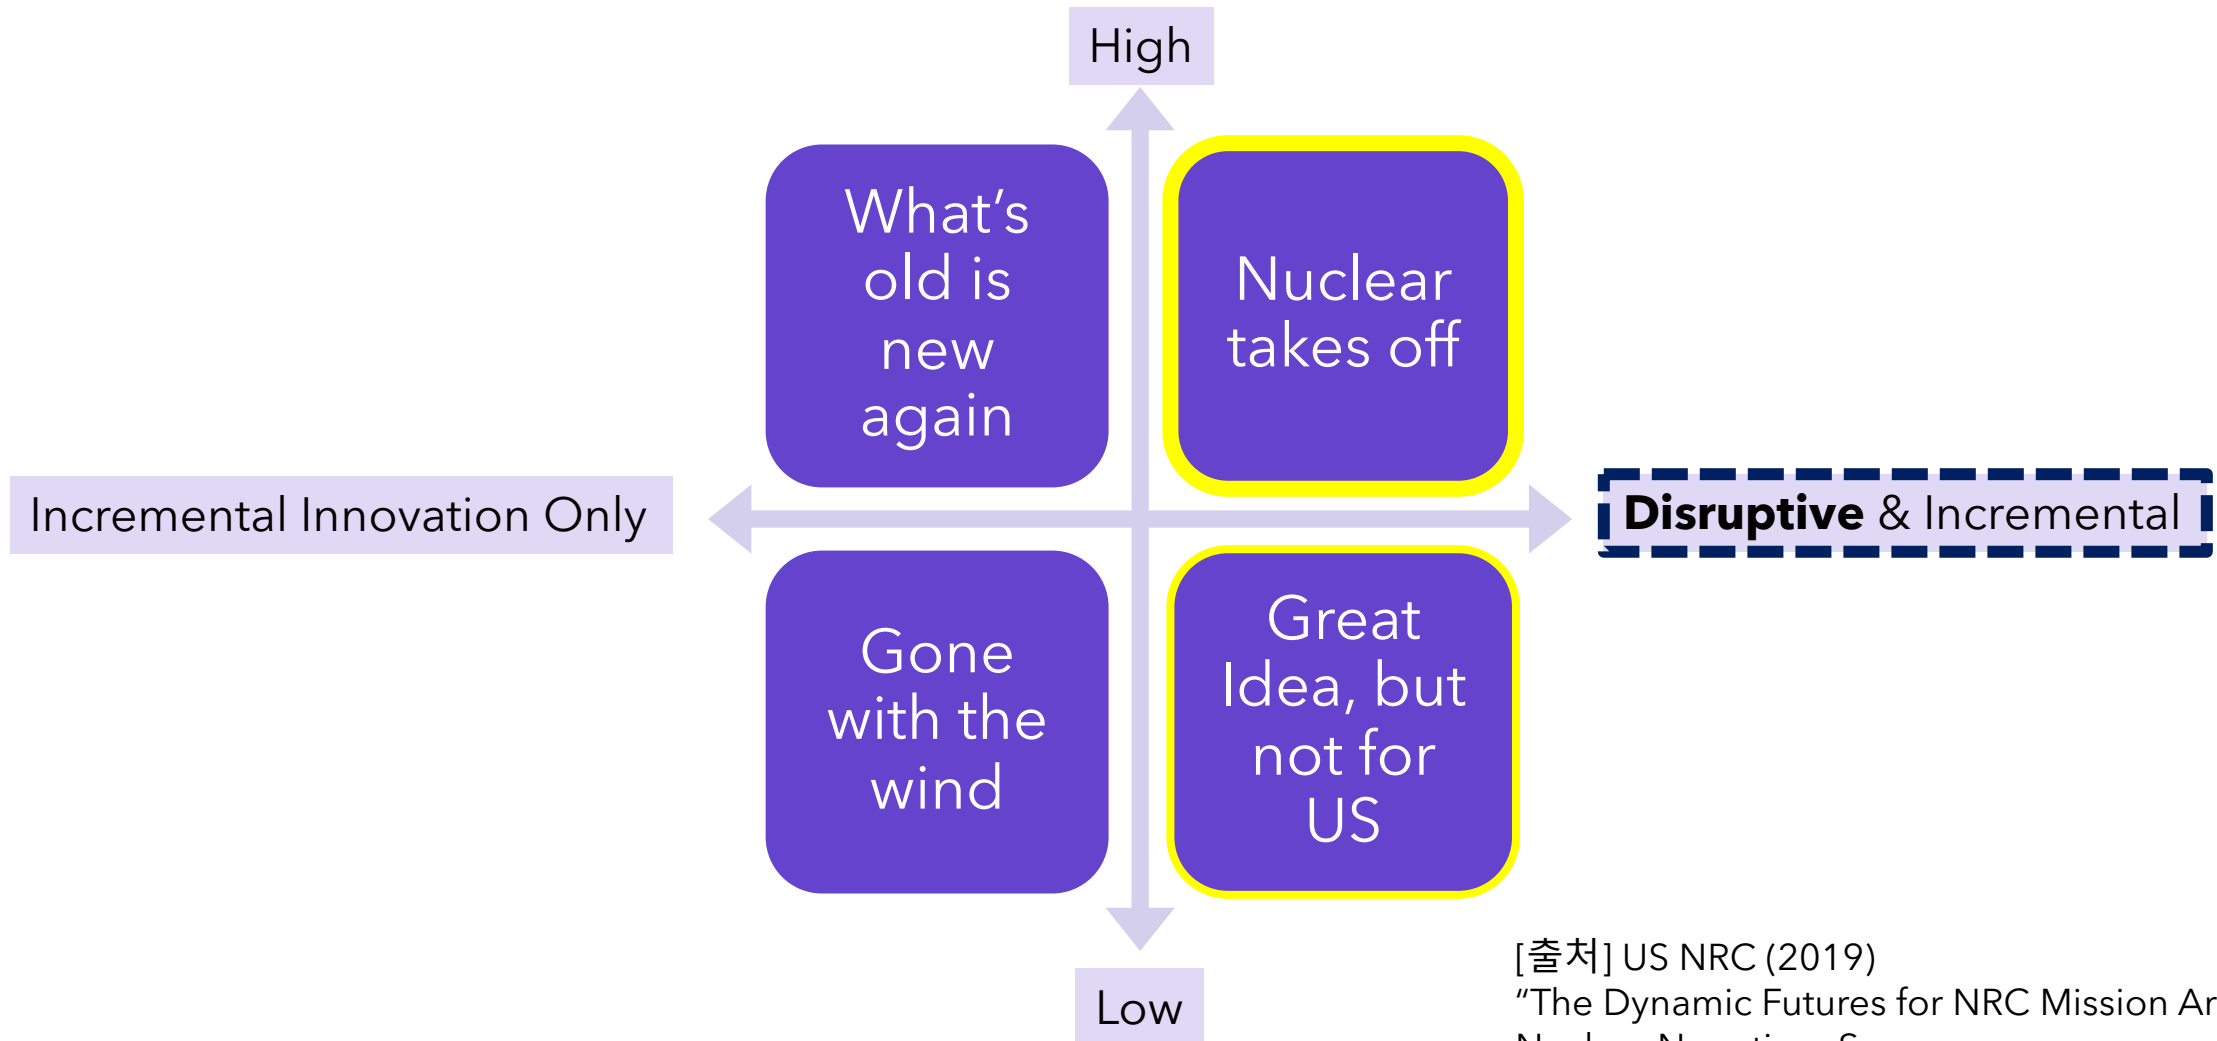 High
What's
old is
new
again
Nuclear
takes off
Incremental Innovation Only
Disruptive & Incremental
Gone
with the
wind
Great
Idea, but
not for
US
Low
[출처] US NRC (2019)
“The Dynamic Futures for NRC Mission Ar